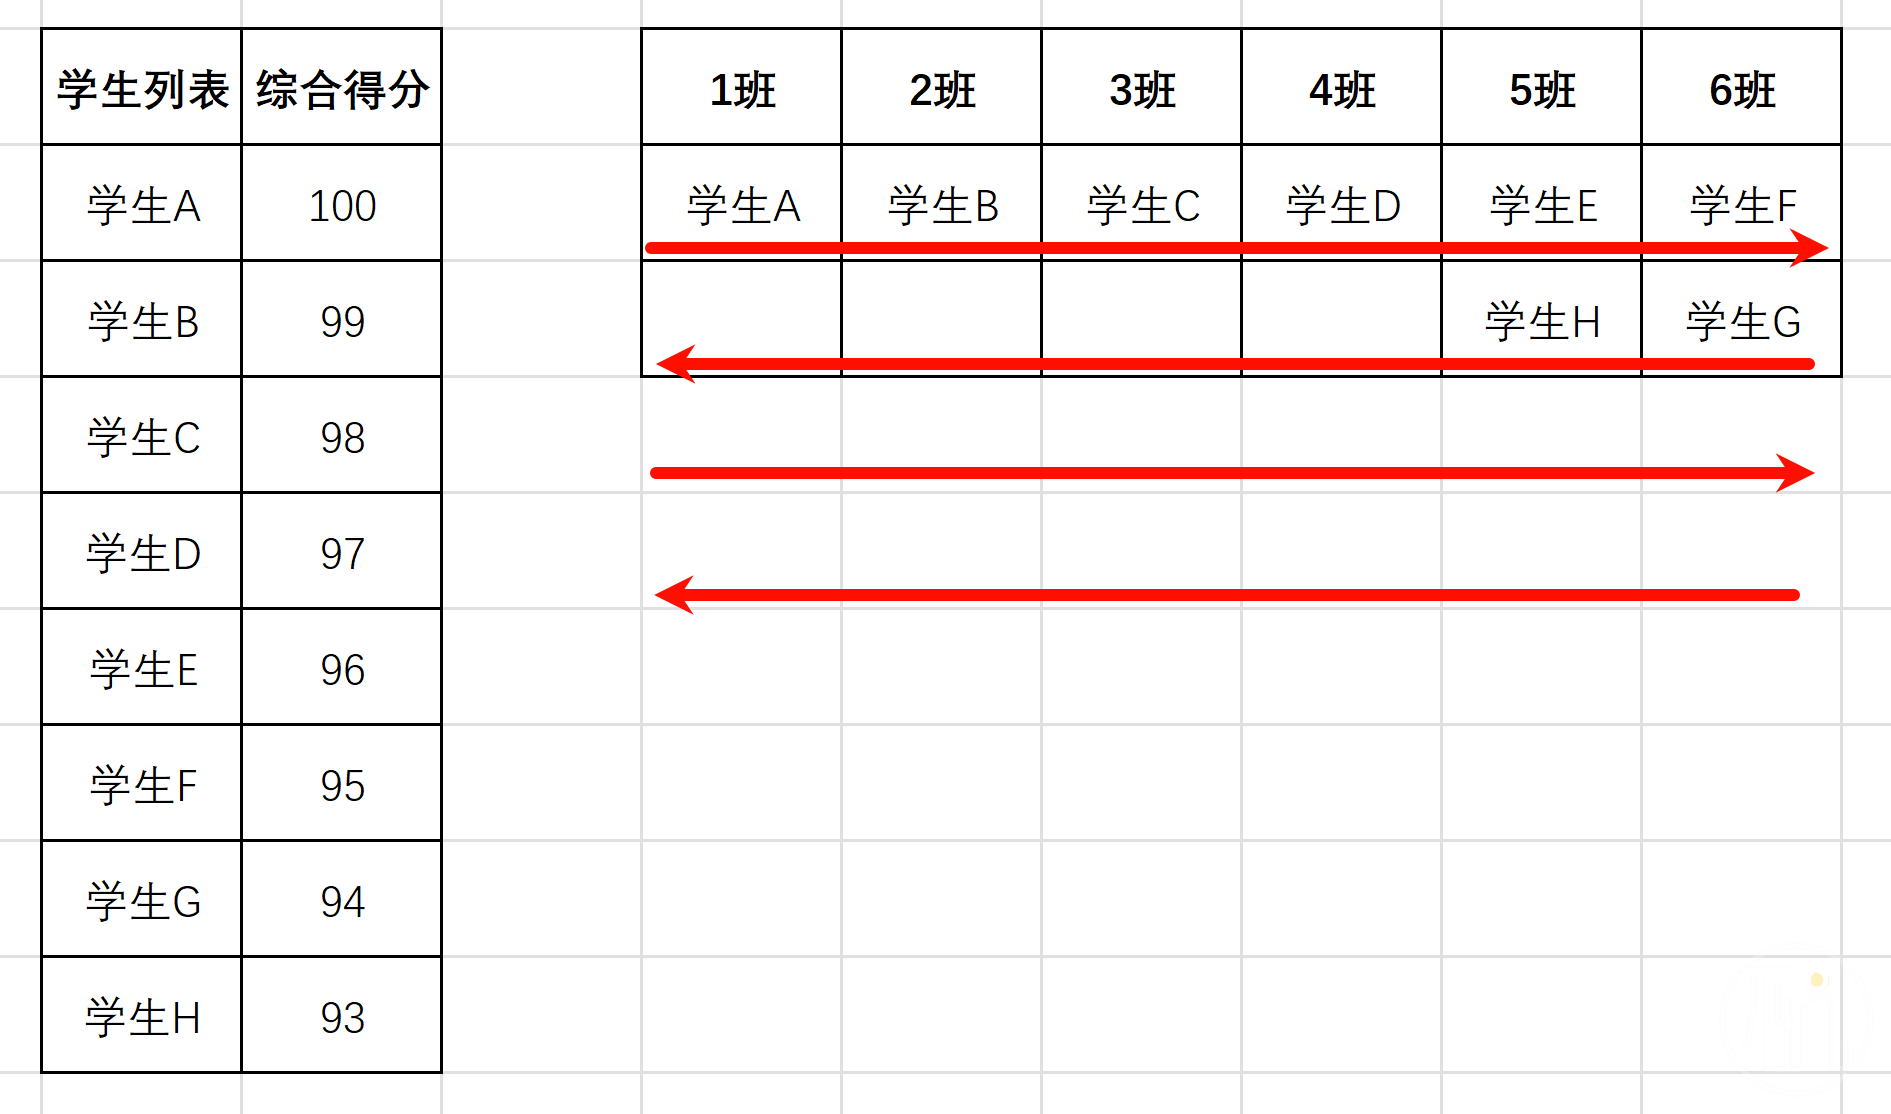 学生列表 综合得分 1班 2班 3班 4班 5班 6班
学生A 100 学生A 学生B 学生C 学生D 学生E 学生F
学生B 99 学生H 学生G
学生C 98
学生D 97
学生E 96
学生F 95
学生G 94
学生H 93